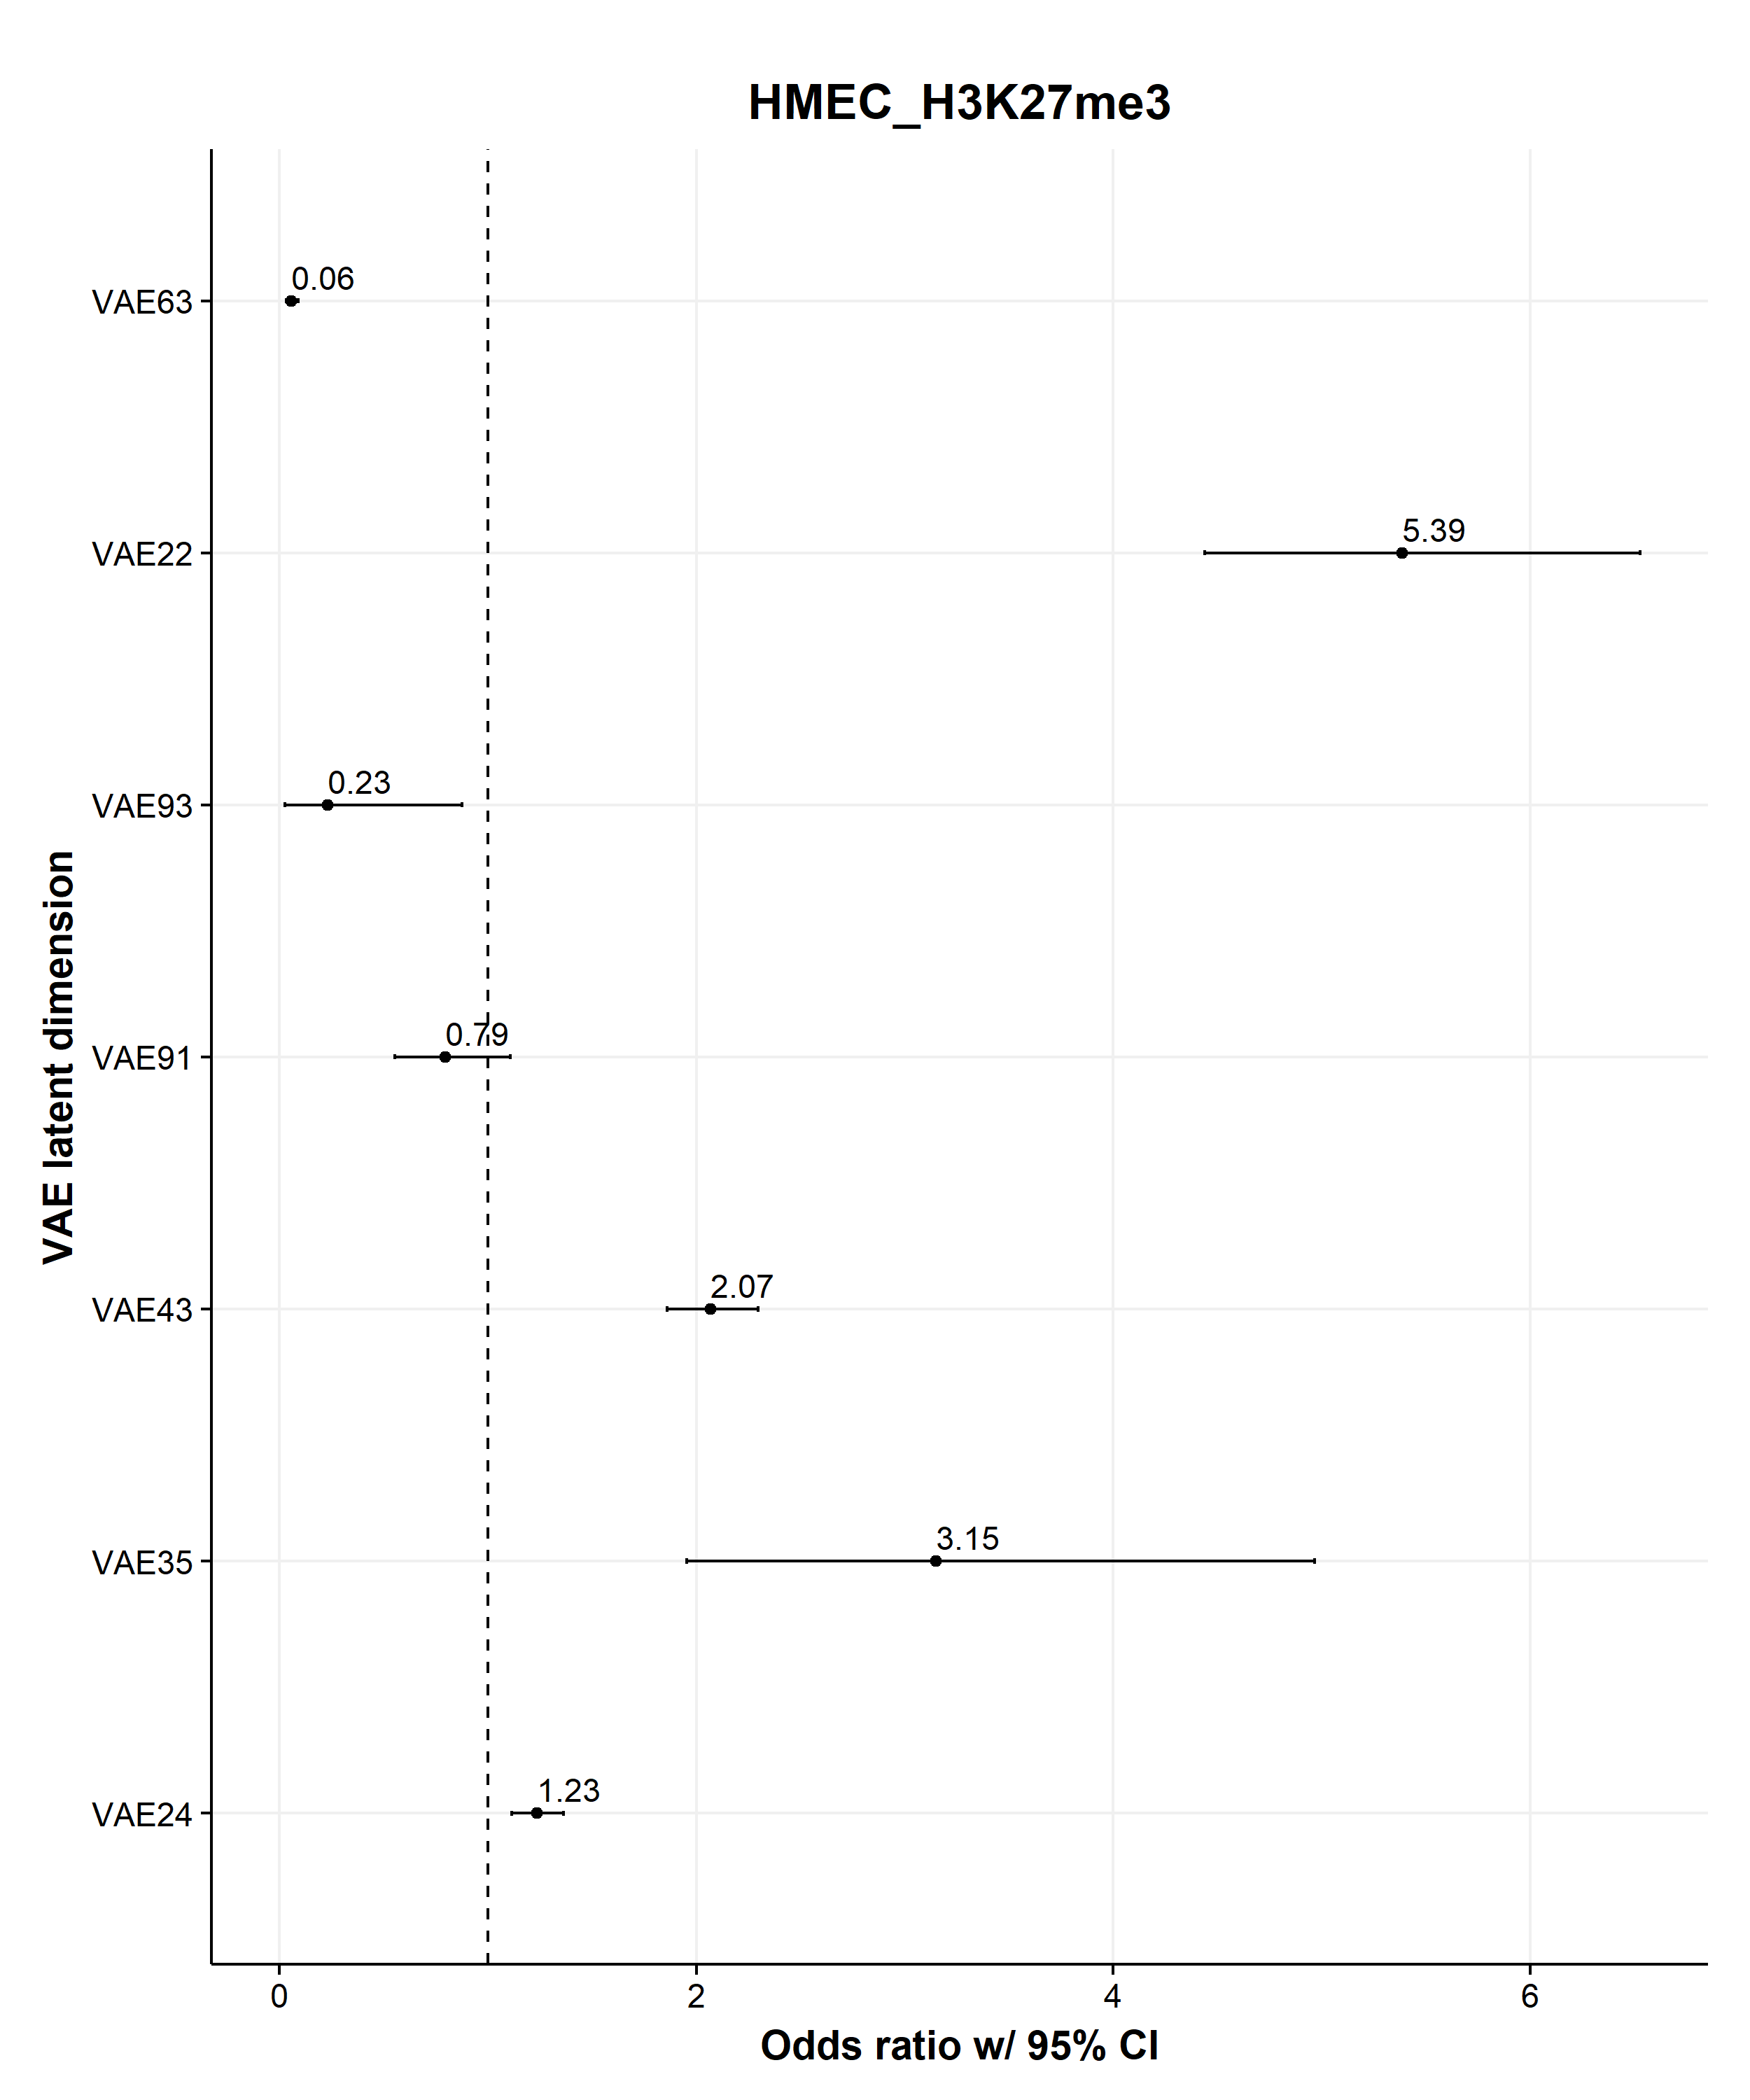 HMEC_H3K27me3
VAE latent dimension
VAE63
0.06
VAE22
5.39
VAE93
0.23
VAE91
0.79
VAE43
2.07
VAE35
3.15
VAE24
1.23
0 2 4 6
Odds ratio w/ 95% CI